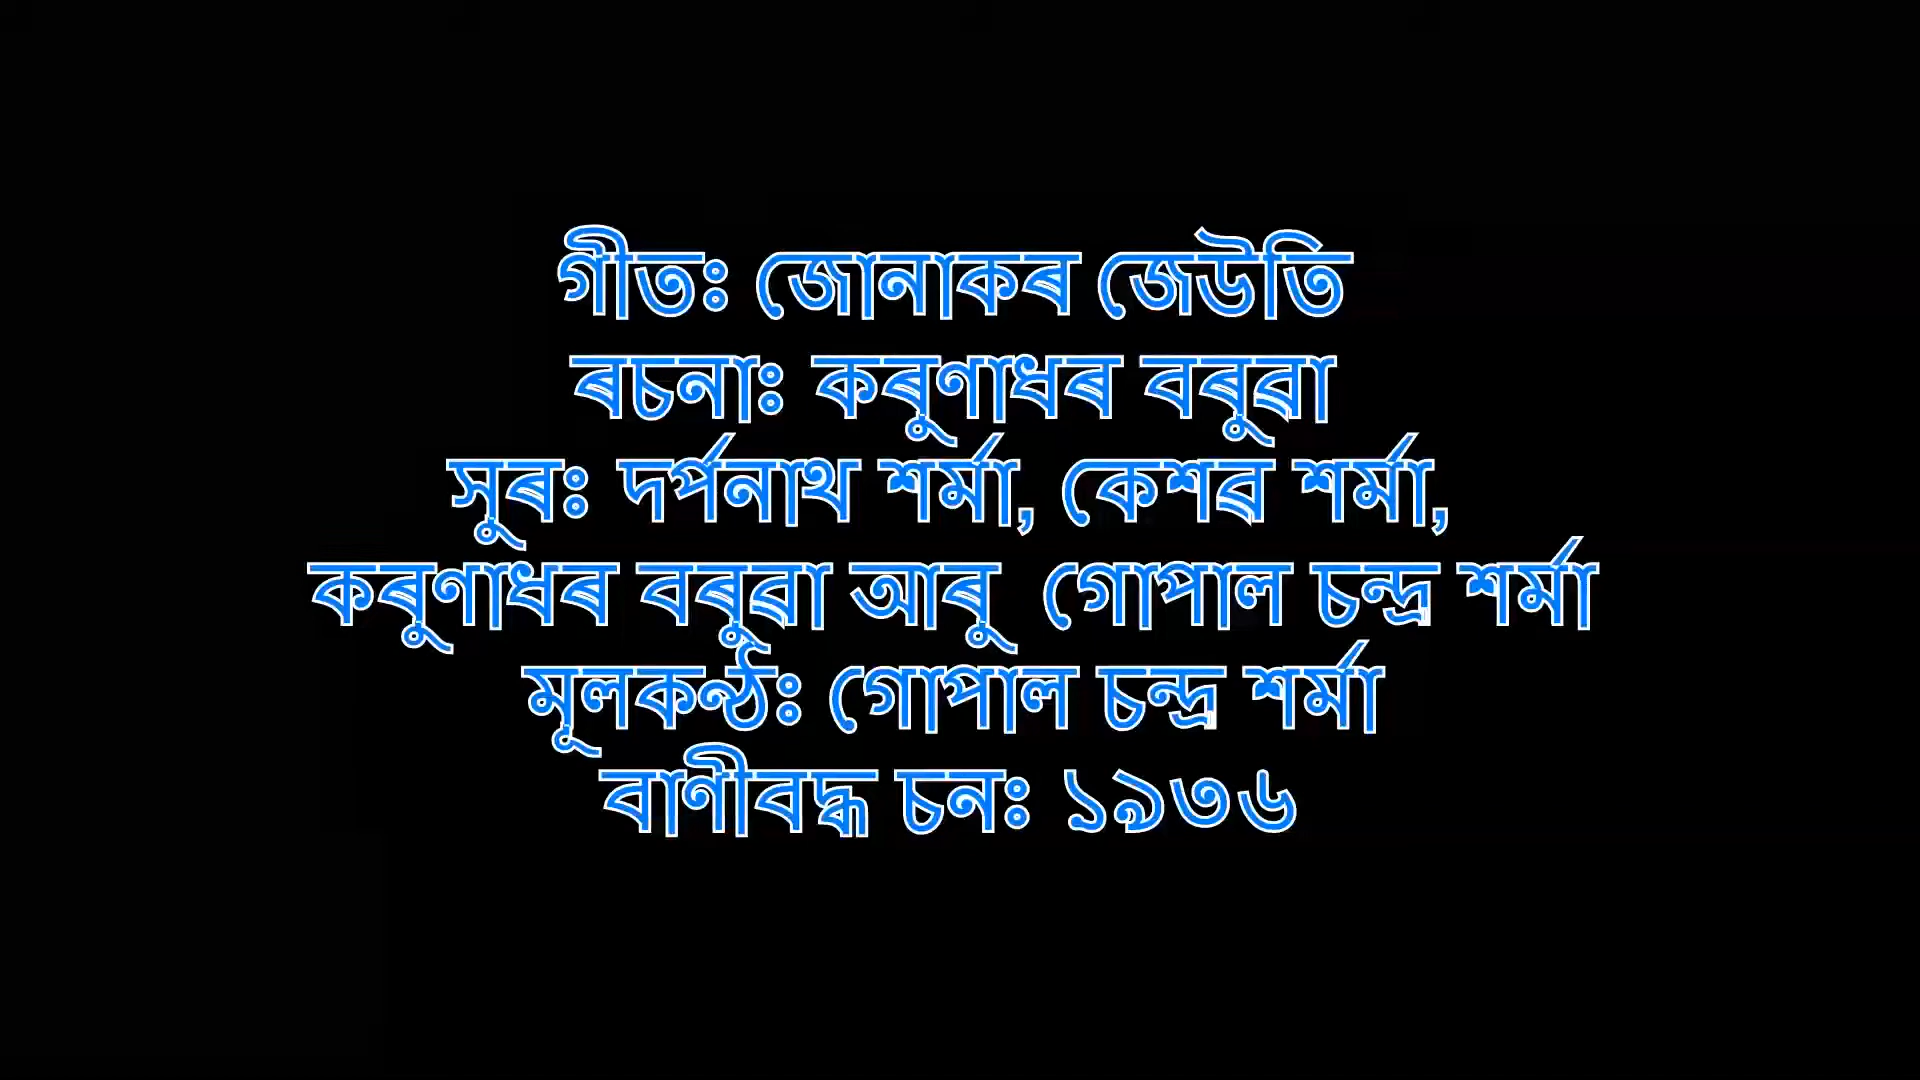 গীতঃ জোনাকৰ জেউতি
ৰচনাঃ কৰুণাধৰ বৰুৱা
সুৰঃ দৰ্পনাথ শৰ্মা, কেশৱ শৰ্মা,
কৰুণাধৰ বৰুৱা আৰু গোপাল চন্দ্ৰ শৰ্মা
মূলকণ্ঠঃ গোপাল চন্দ্ৰ শৰ্মা
বাণীবদ্ধ চনঃ ১৯৩৬